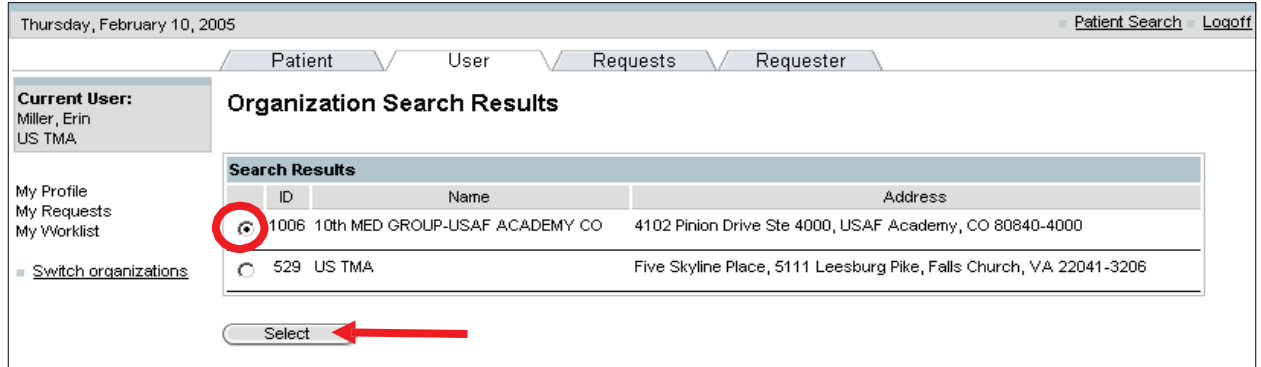 Thursday, February 10, 2005
Patient Search
Logoff
Patient
User
Requests
Requester
Current User:
Miller, Erin
US TMA
My Profile
My Requests
My Worklist
Switch organizations
Organization Search Results
Search Results
ID Name Address
1006 10th MED GROUP-USAF ACADEMY CO 4102 Pinion Drive Ste 4000, USAF Academy, CO 80840-4000
529 US TMA Five Skyline Place, 5111 Leesburg Pike, Falls Church, VA 22041-3206
Select